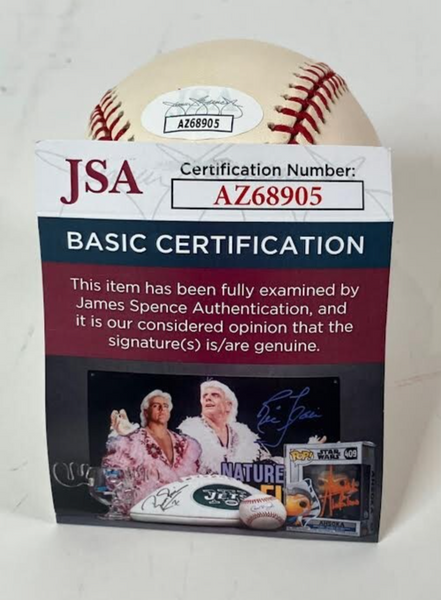 AZ68905
JSA
Certification Number:
AZ68905
BASIC CERTIFICATION
This item has been fully examined by
James Spence Authentication, and
it is our considered opinion that the
signature(s) is/are genuine.
NATURE
JETS
POP!
STAR
WARS
409
AHSOKA